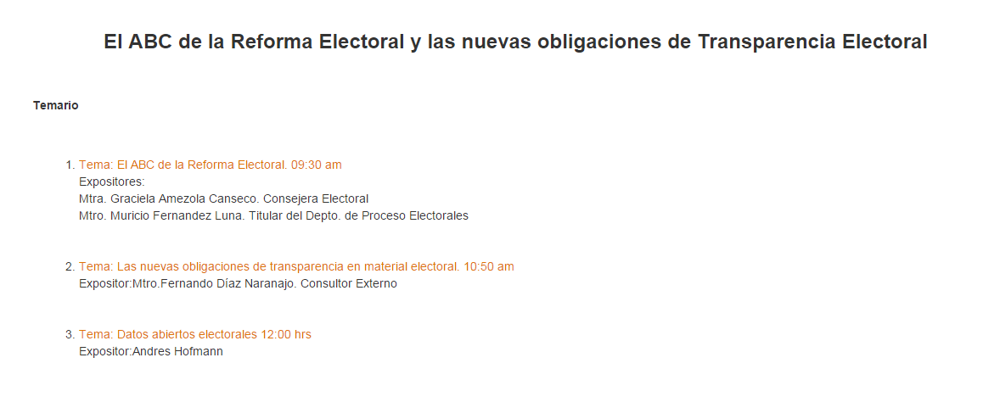 El ABC de la Reforma Electoral y las nuevas obligaciones de Transparencia Electoral
Temario
1. Tema: El ABC de la Reforma Electoral. 09:30 am
Expositores:
Mtra. Graciela Amezola Canseco. Consejera Electoral
Mtro. Muricio Fernandez Luna. Titular del Depto. de Proceso Electorales
2. Tema: Las nuevas obligaciones de transparencia en material electoral. 10:50 am
Expositor:Mtro.Fernando Díaz Naranajo. Consultor Externo
3. Tema: Datos abiertos electorales 12:00 hrs
Expositor:Andres Hofmann